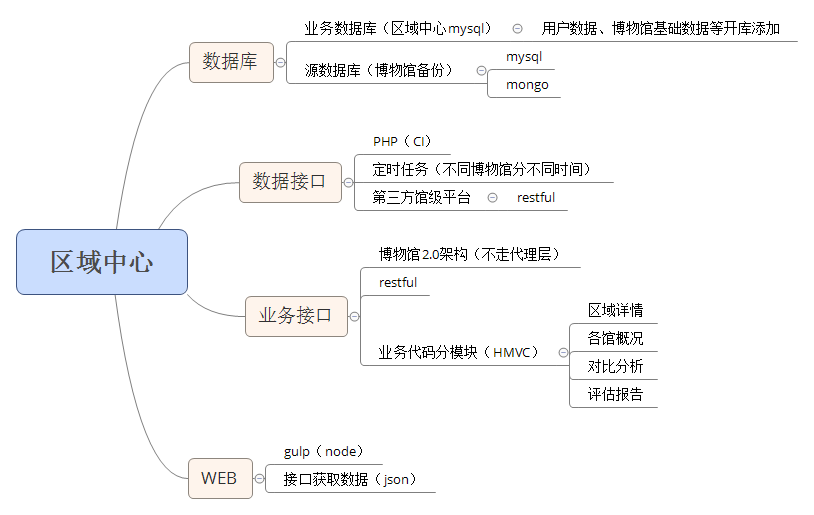 区域中心
数据库
业务数据库（区域中心mysql）
用户数据、博物馆基础数据等开库添加
源数据库（博物馆备份）
mysql
mongo
数据接口
PHP（CI）
定时任务（不同博物馆分不同时间）
第三方馆级平台
restful
业务接口
博物馆2.0架构（不走代理层）
restful
业务代码分模块（HMVC）
区域详情
各馆概况
对比分析
评估报告
WEB
gulp（node）
接口获取数据（json）